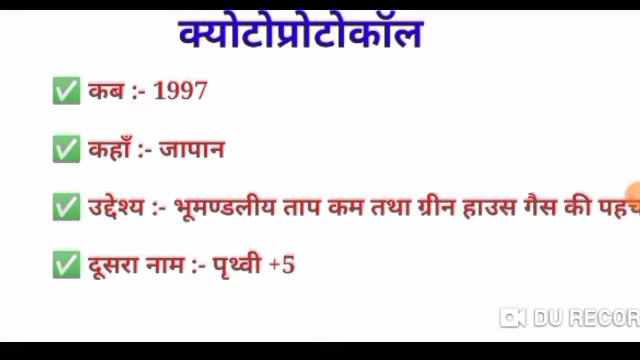 क्योटोप्रोटोकॉल
✅ कब :- 1997
✅ कहाँ :- जापान
✅ उद्देश्य :- भूमण्डलीय ताप कम तथा ग्रीन हाउस गैस की
✅ दूसरा नाम :- पृथ्वी +5
DU RECOR